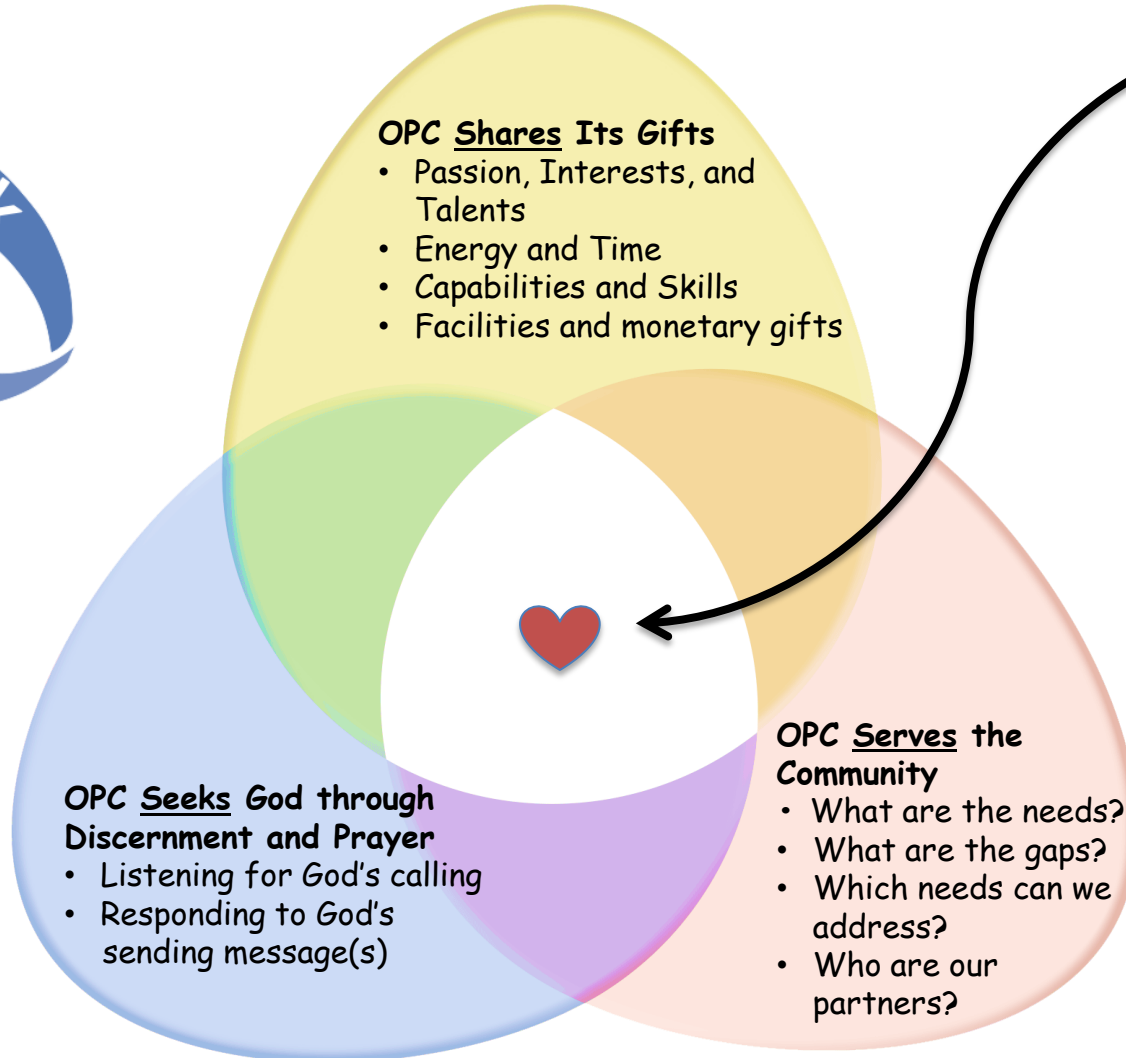 OPC Shares Its Gifts
• Passion, Interests, and
Talents
• Energy and Time
• Capabilities and Skills
• Facilities and monetary gifts
OPC Seeks God through
Discernment and Prayer
• Listening for God's calling
• Responding to God's
sending message(s)
OPC Serves the
Community
• What are the needs?
• What are the gaps?
• Which needs can we
address?
• Who are our
partners?